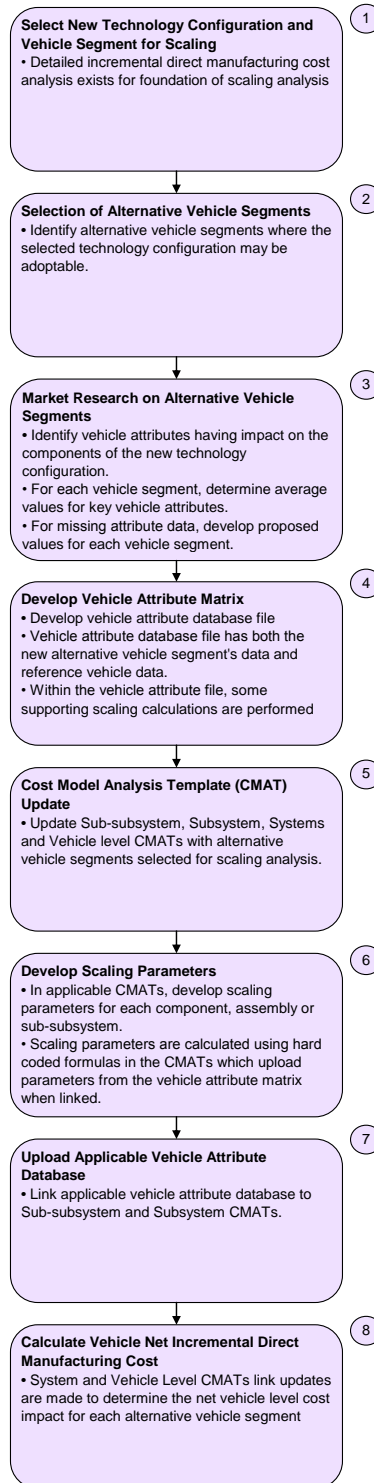 1
Select New Technology Configuration and
Vehicle Segment for Scaling
• Detailed incremental direct manufacturing cost
analysis exists for foundation of scaling analysis
2
Selection of Alternative Vehicle Segments
• Identify alternative vehicle segments where the
selected technology configuration may be
adoptable.
3
Market Research on Alternative Vehicle
Segments
• Identify vehicle attributes having impact on the
components of the new technology
configuration.
• For each vehicle segment, determine average
values for key vehicle attributes.
• For missing attribute data, develop proposed
values for each vehicle segment.
4
Develop Vehicle Attribute Matrix
• Develop vehicle attribute database file
• Vehicle attribute database file has both the
new alternative vehicle segment's data and
reference vehicle data.
• Within the vehicle attribute file, some
supporting scaling calculations are performed
5
Cost Model Analysis Template (CMAT)
Update
• Update Sub-subsystem, Subsystem, Systems
and Vehicle level CMATs with alternative
vehicle segments selected for scaling analysis.
6
Develop Scaling Parameters
• In applicable CMATs, develop scaling
parameters for each component, assembly or
sub-subsystem.
• Scaling parameters are calculated using hard
coded formulas in the CMATs which upload
parameters from the vehicle attribute matrix
when linked.
7
Upload Applicable Vehicle Attribute
Database
• Link applicable vehicle attribute database to
Sub-subsystem and Subsystem CMATs.
8
Calculate Vehicle Net Incremental Direct
Manufacturing Cost
• System and Vehicle Level CMATs link updates
are made to determine the net vehicle level cost
impact for each alternative vehicle segment